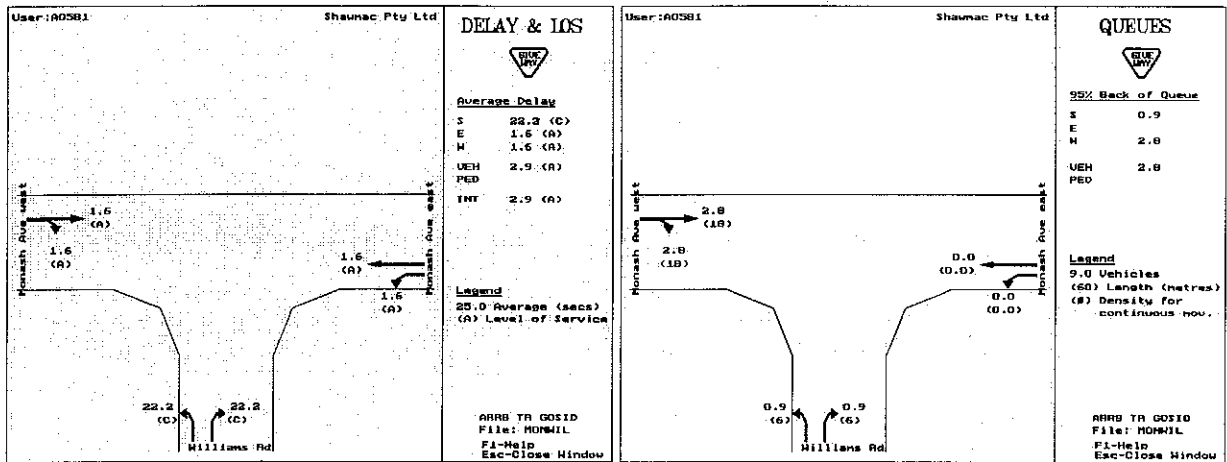 User:A0581 Shawmac Pty Ltd
DELAY & LOS
GIVE WAY
Average Delay
S 22.2 (C)
E 1.6 (A)
W 1.6 (A)
VEH 2.9 (A)
PED
INT 2.9 (A)
Monash Ave west
Monash Ave east
1.6
(A)
1.6
(A)
1.6
(A)
1.6
(A)
Legend
25.0 Average (secs)
(A) Level of Service
22.2
(C)
22.2
(C)
Williams Rd
ARRB TR GOSID
File: MONWIL
F1-Help
Esc-Close Window
User:A0581 Shawmac Pty Ltd
QUEUES
GIVE WAY
95% Back of Queue
S 0.9
E
W 2.8
VEH 2.8
PED
Monash Ave west
Monash Ave east
2.8
(18)
2.8
(18)
0.0
(0.0)
0.0
(0.0)
Legend
9.0 Vehicles
(60) Length (metres)
(#) Density for
continuous mov.
0.9
(6)
0.9
(6)
Williams Rd
ARRB TR GOSID
File: MONWIL
F1-Help
Esc-Close Window